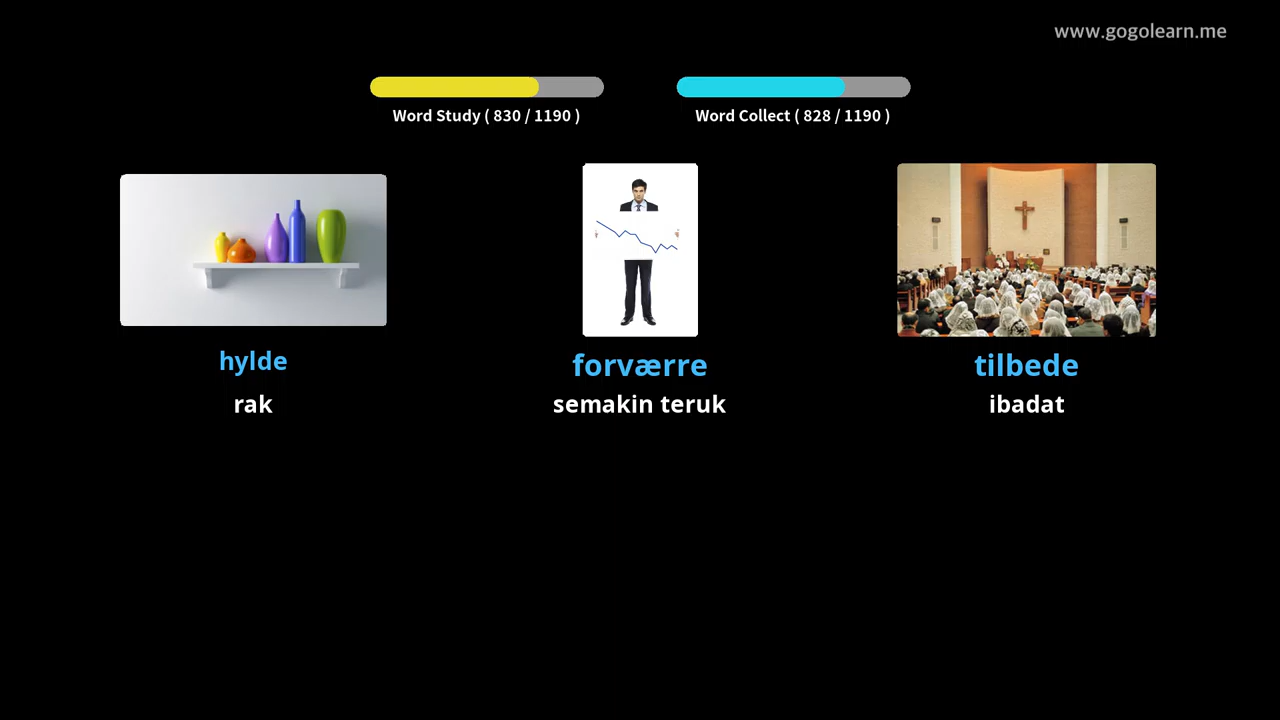 www.gogolearn.me
Word Study ( 830 / 1190 )
Word Collect ( 828 / 1190 )
hylde
forværre
tilbede
rak
semakin teruk
ibadat